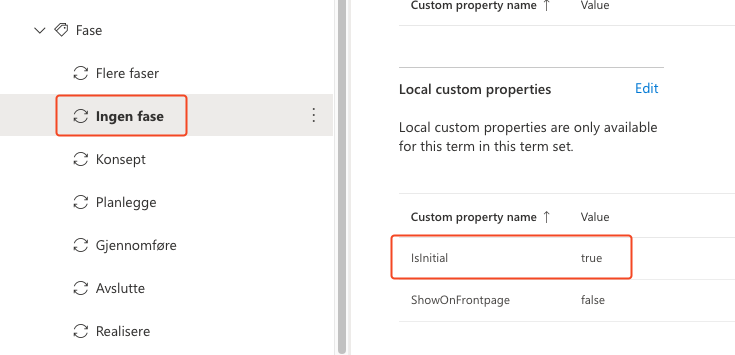 Fase
Flere faser
Ingen fase
Konsept
Planlegge
Gjennomføre
Avslutte
Realisere
Custom property name ↑ Value
Local custom properties Edit
Local custom properties are only available
for this term in this term set.
Custom property name ↑ Value
IsInitial true
ShowOnFrontpage false